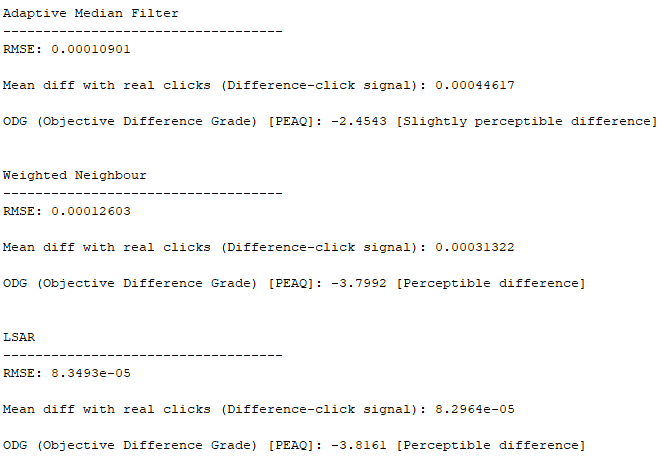 Adaptive Median Filter
-----------------------------------
RMSE: 0.00010901
Mean diff with real clicks (Difference-click signal): 0.00044617
ODG (Objective Difference Grade) [PEAQ]: -2.4543 [Slightly perceptible difference]
Weighted Neighbour
-----------------------------------
RMSE: 0.00012603
Mean diff with real clicks (Difference-click signal): 0.00031322
ODG (Objective Difference Grade) [PEAQ]: -3.7992 [Perceptible difference]
LSAR
-----------------------------------
RMSE: 8.3493e-05
Mean diff with real clicks (Difference-click signal): 8.2964e-05
ODG (Objective Difference Grade) [PEAQ]: -3.8161 [Perceptible difference]